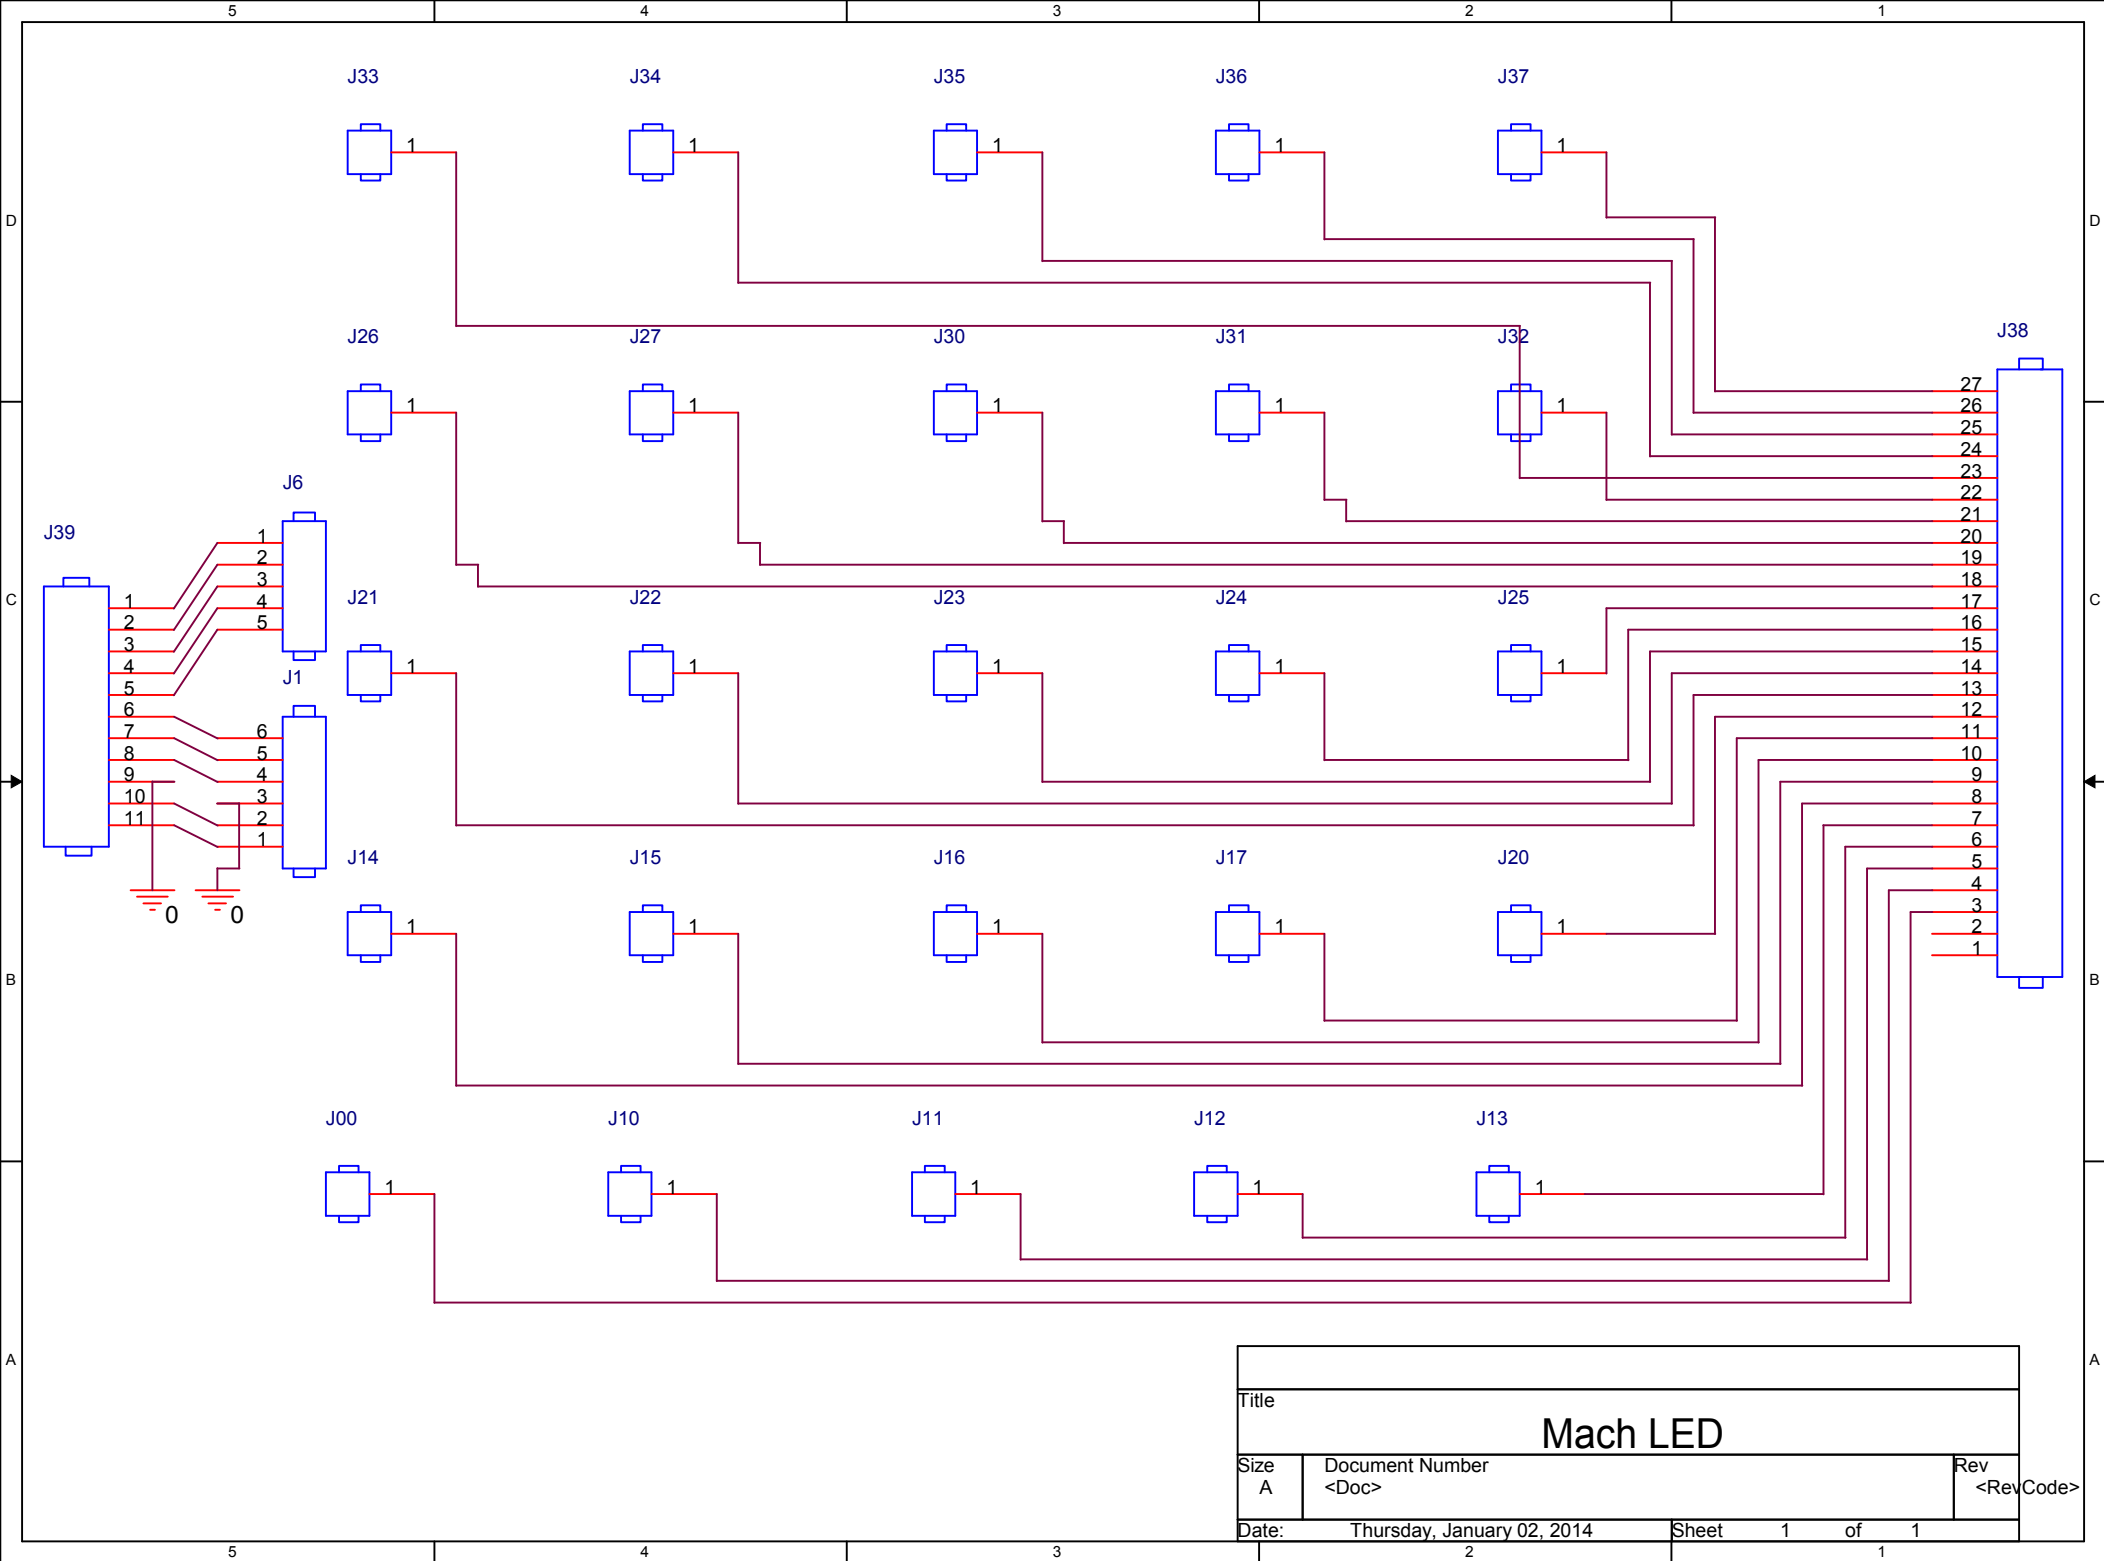 5 4 3 2 1
J33 J34 J35 J36 J37
1 1 1 1 1
D D
J26 J27 J30 J31 J32 J38
1 1 1 1 1
27
26
25
24
23
22
21
20
19
18
17
16
15
14
13
12
11
10
9
8
7
6
5
4
3
2
1
J6
1
2
3
4
5
J39
1
2
3
4
5
6
7
8
9
10
11
C C
J1
6
5
4
3
2
1
0 0
J21 J22 J23 J24 J25
1 1 1 1 1
J14 J15 J16 J17 J20
1 1 1 1 1
B B
J00 J10 J11 J12 J13
1 1 1 1 1
A A
Title
Mach LED
Size Document Number Rev
A <Doc> <RevCode>
Date: Thursday, January 02, 2014 Sheet 1 of 1
5 4 3 2 1